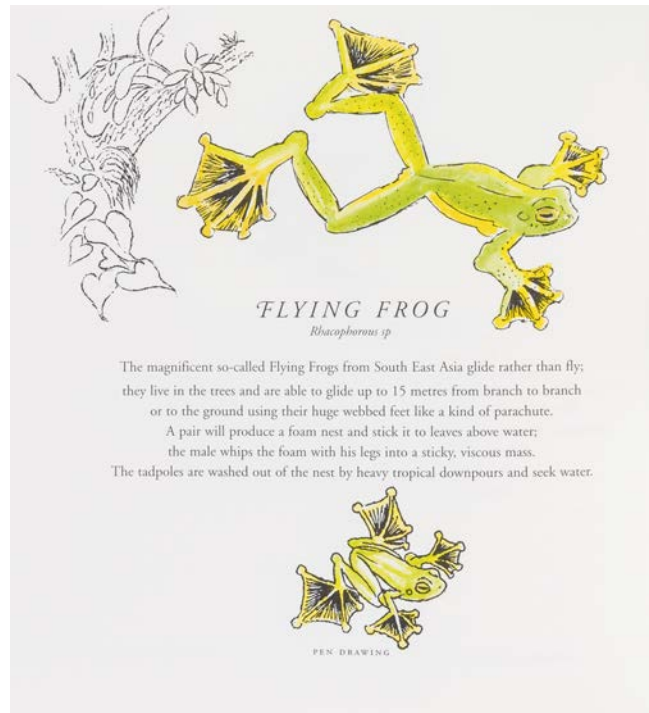 FLYING FROG
Rhacophorous sp
The magnificent so-called Flying Frogs from South East Asia glide rather than fly;
they live in the trees and are able to glide up to 15 metres from branch to branch
or to the ground using their huge webbed feet like a kind of parachute.
A pair will produce a foam nest and stick it to leaves above water;
the male whips the foam with his legs into a sticky, viscous mass.
The tadpoles are washed out of the nest by heavy tropical downpours and seek water.
PEN DRAWING